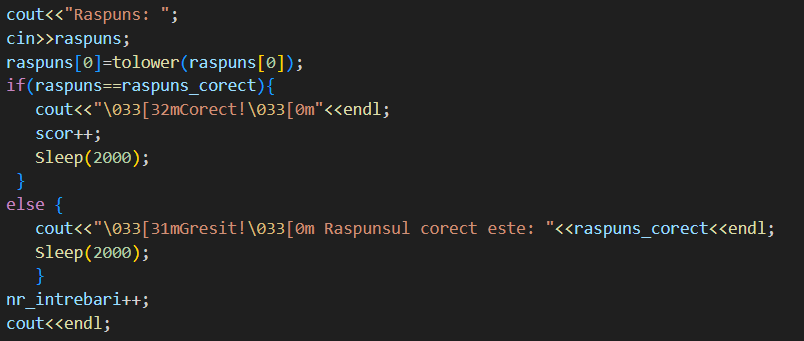 cout<<"Raspuns: ";
cin>>raspuns;
raspuns[0]=tolower(raspuns[0]);
if(raspuns==raspuns_corect){
   cout<<"\033[32mCorect!\033[0m"<<endl;
   scor++;
   Sleep(2000);
 }
else {
   cout<<"\033[31mGresit!\033[0m Raspunsul corect este: "<<raspuns_corect<<endl;
   Sleep(2000);
   }
nr_intrebari++;
cout<<endl;